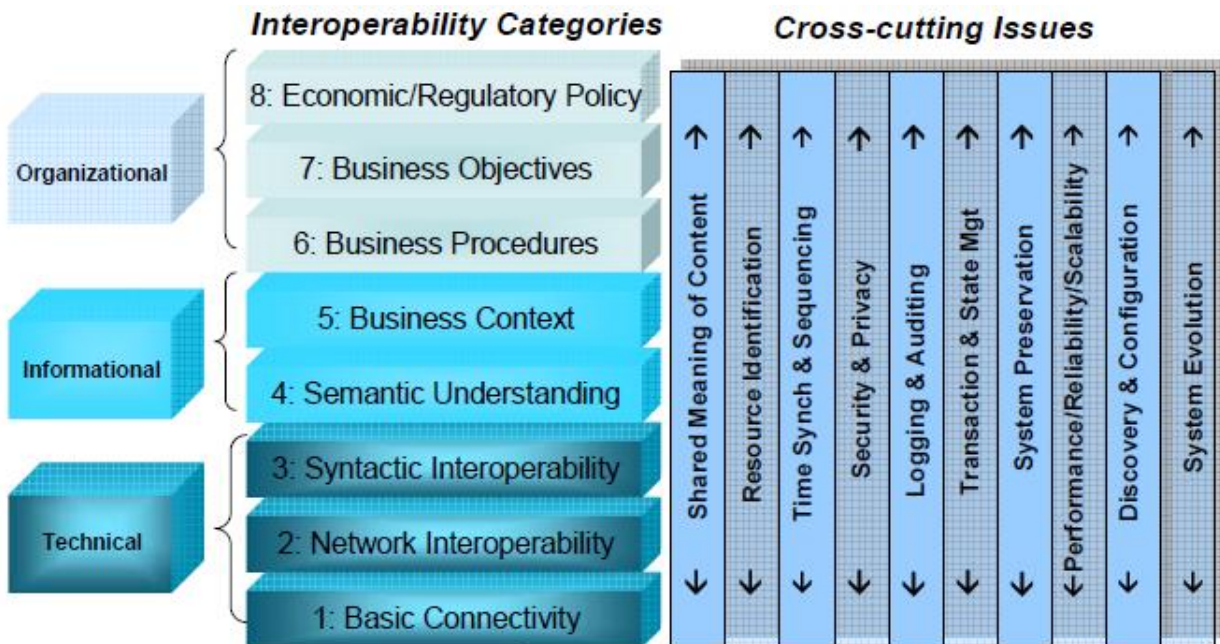 Interoperability Categories
Cross-cutting Issues
Organizational
8: Economic/Regulatory Policy
7: Business Objectives
6: Business Procedures
Informational
5: Business Context
4: Semantic Understanding
Technical
3: Syntactic Interoperability
2: Network Interoperability
1: Basic Connectivity
Shared Meaning of Content
Resource Identification
Time Synch & Sequencing
Security & Privacy
Logging & Auditing
Transaction & State Mgt
System Preservation
Performance/Reliability/Scalability
Discovery & Configuration
System Evolution